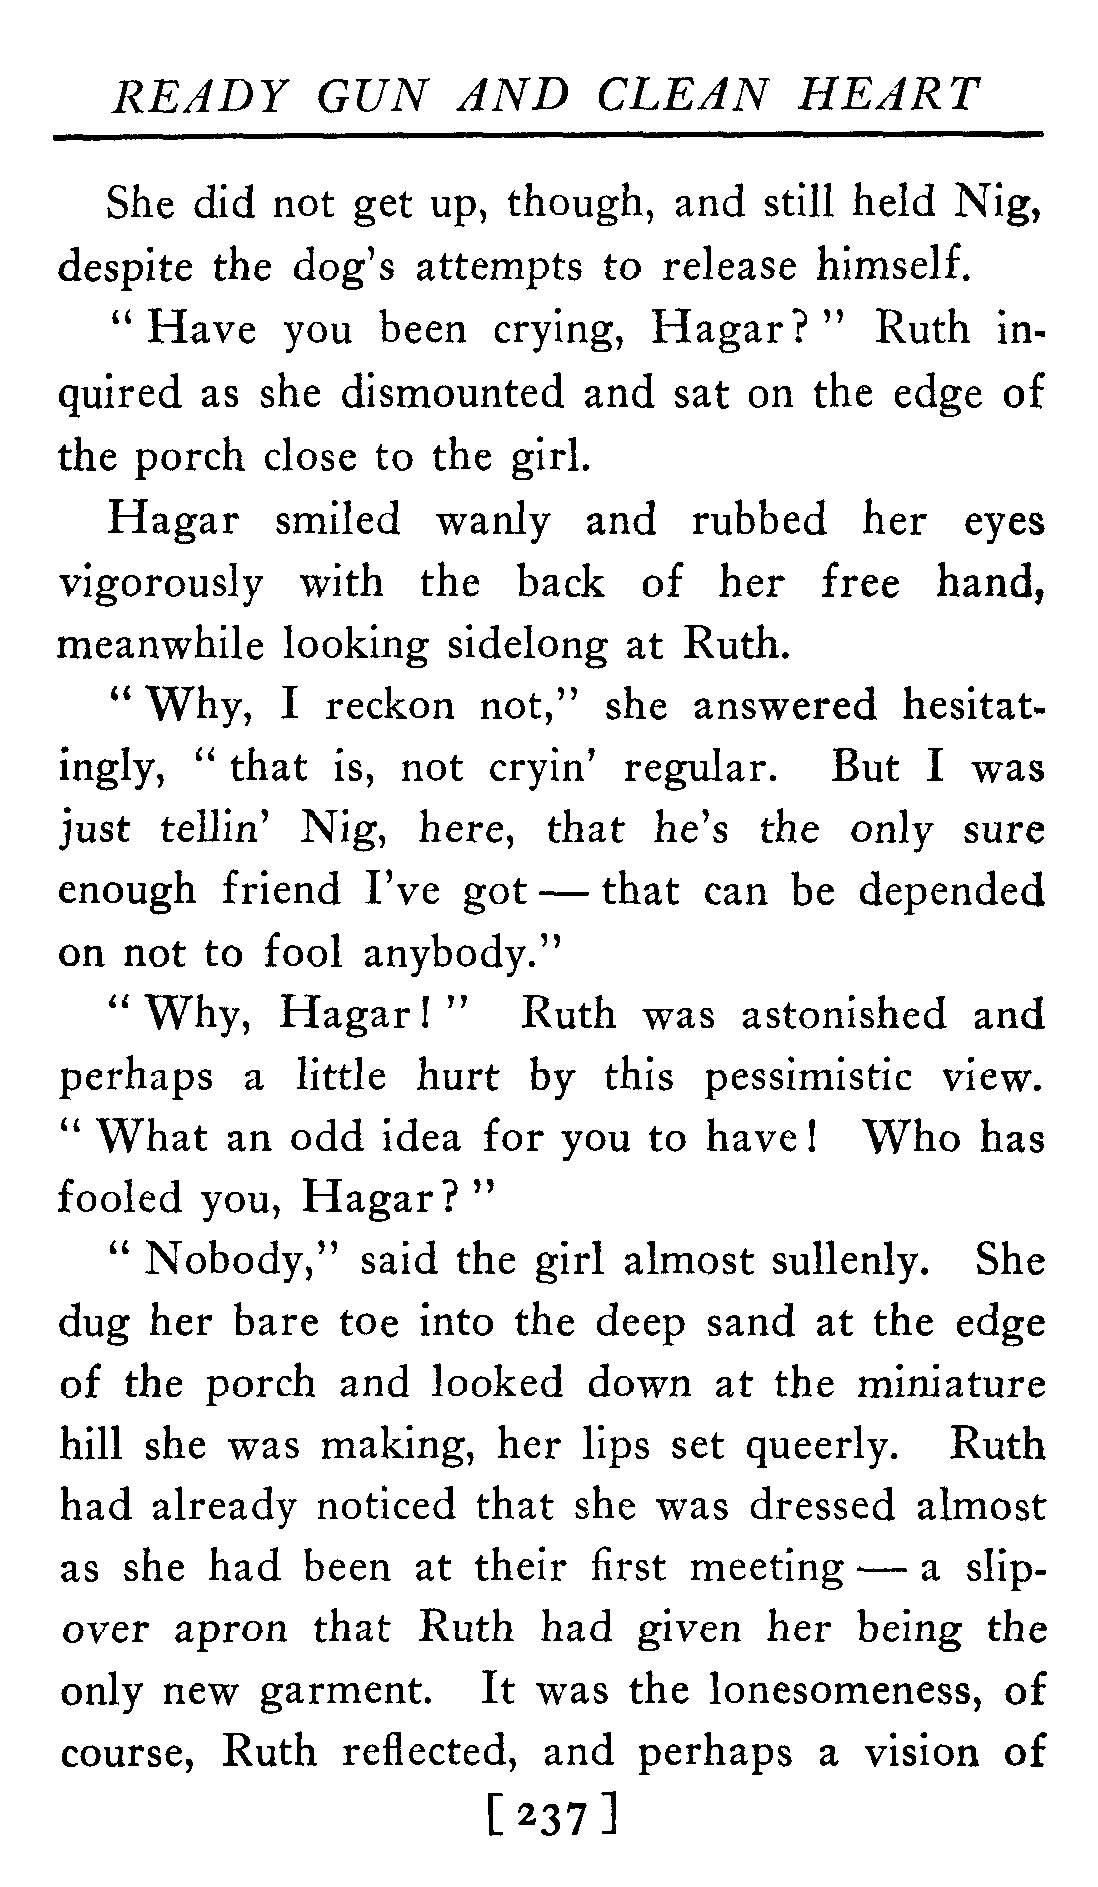 READY GUN AND CLEAN HEART
She did not get up, though, and still held Nig,
despite the dog's attempts to release himself.
“ Have you been crying, Hagar? ” Ruth in-
quired as she dismounted and sat on the edge of
the porch close to the girl.
Hagar smiled wanly and rubbed her eyes
vigorously with the back of her free hand,
meanwhile looking sidelong at Ruth.
“ Why, I reckon not,” she answered hesitat-
ingly, “ that is, not cryin' regular. But I was
just tellin' Nig, here, that he's the only sure
enough friend I've got — that can be depended
on not to fool anybody.”
“ Why, Hagar! ” Ruth was astonished and
perhaps a little hurt by this pessimistic view.
“ What an odd idea for you to have! Who has
fooled you, Hagar? ”
“ Nobody,” said the girl almost sullenly. She
dug her bare toe into the deep sand at the edge
of the porch and looked down at the miniature
hill she was making, her lips set queerly. Ruth
had already noticed that she was dressed almost
as she had been at their first meeting — a slip-
over apron that Ruth had given her being the
only new garment. It was the lonesomeness, of
course, Ruth reflected, and perhaps a vision of
[ 237 ]